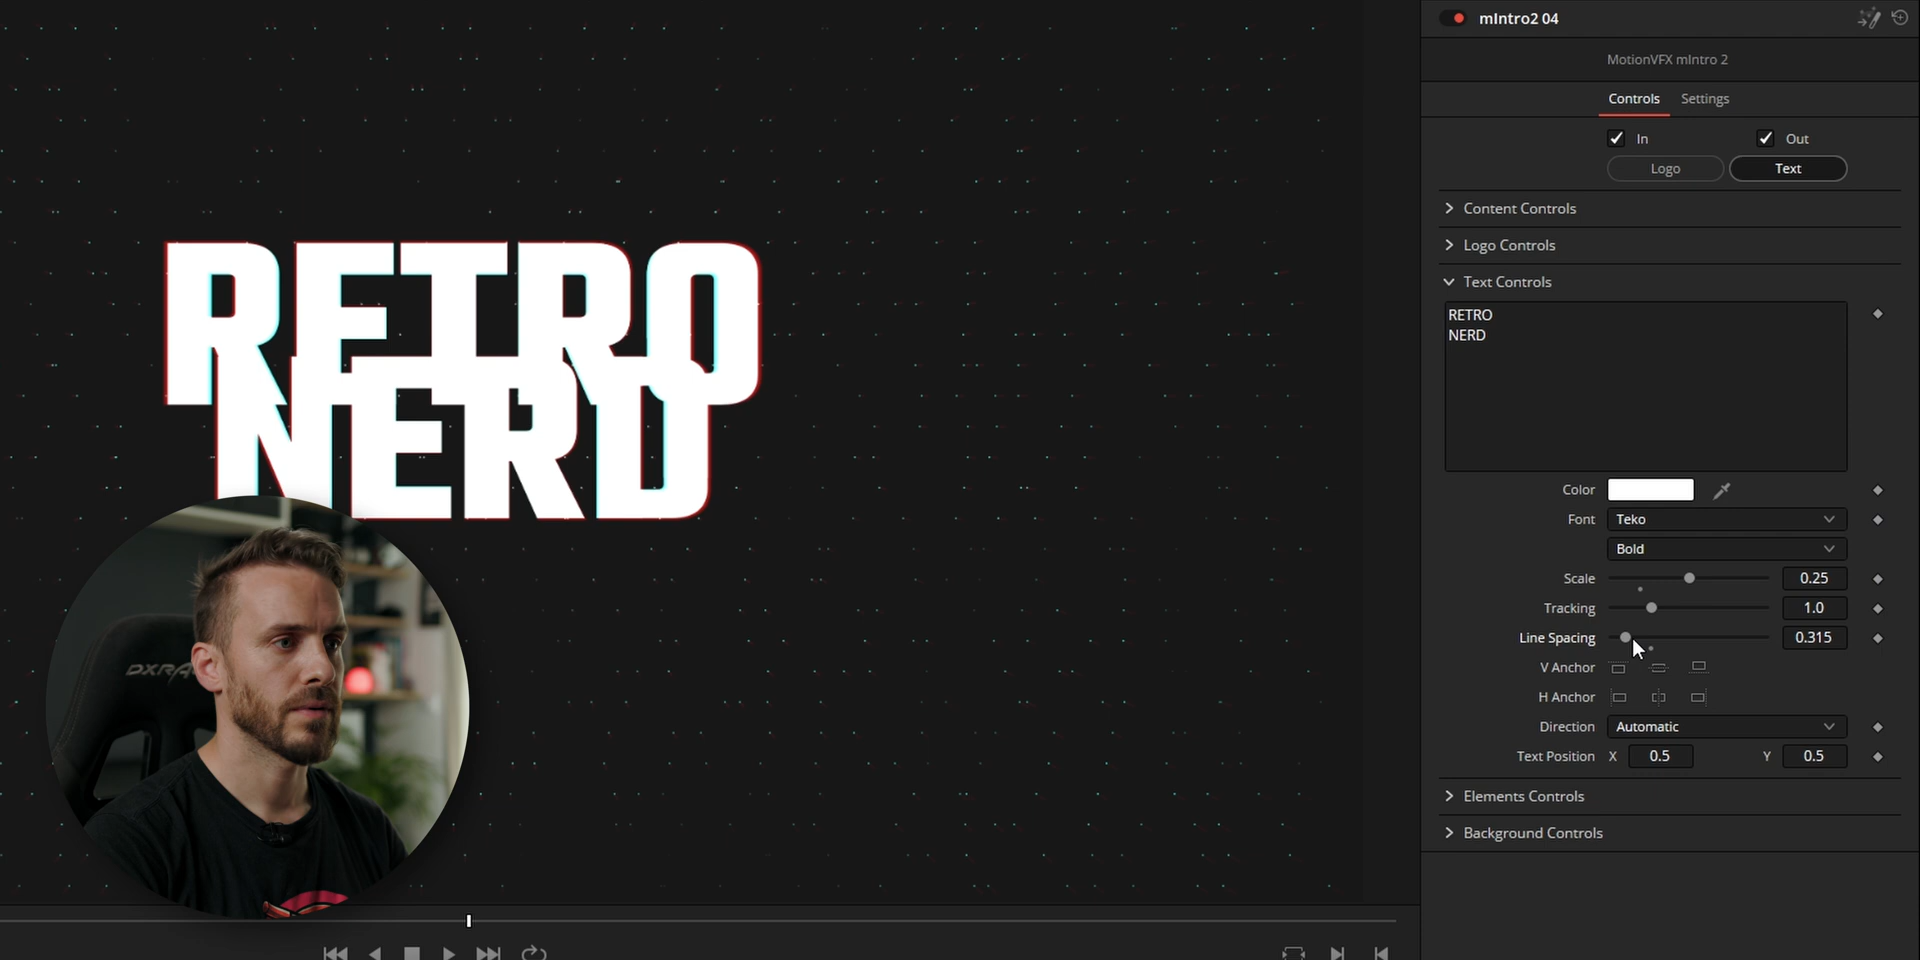 mIntro2 04
MotionVFX mIntro 2
Controls Settings
In Out
Logo Text
Content Controls
Logo Controls
Text Controls
RETRO
NERD
RETRO
NERD
Color
Font Teko
Bold
Scale 0.25
Tracking 1.0
Line Spacing 0.315
V Anchor
H Anchor
Direction Automatic
Text Position X 0.5 Y 0.5
Elements Controls
Background Controls